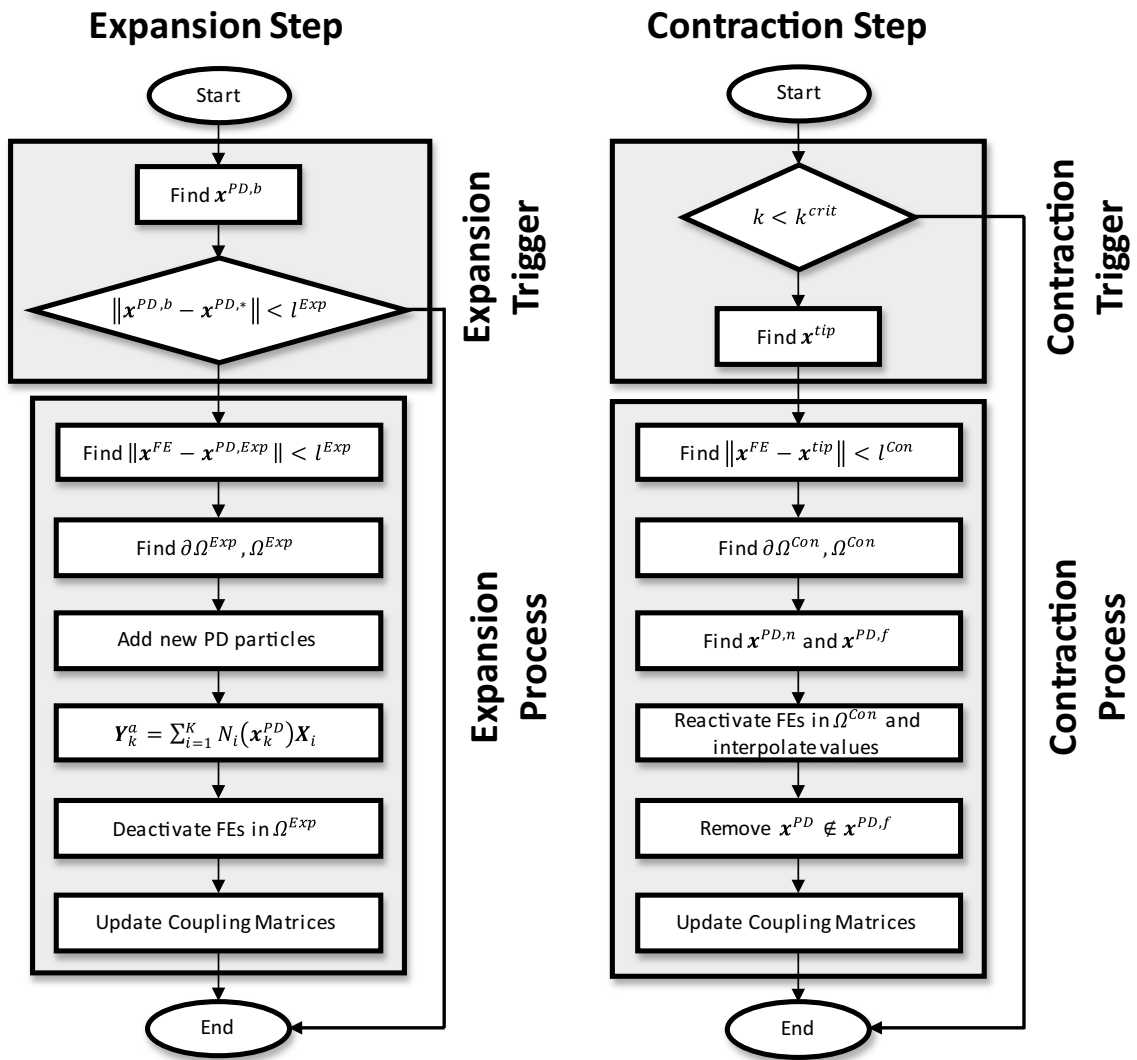 Expansion Step
Start
Find 𝒙^{PD,b}
‖𝒙^{PD,b} − 𝒙^{PD,*}‖ < l^{Exp}
Expansion
Trigger
Find ‖𝒙^{FE} − 𝒙^{PD,Exp}‖ < l^{Exp}
Find ∂Ω^{Exp}, Ω^{Exp}
Add new PD particles
𝒀_k^a = ∑_{i=1}^K N_i(𝒙_k^{PD})𝑿_i
Deactivate FEs in Ω^{Exp}
Update Coupling Matrices
Expansion
Process
End
Contraction Step
Start
k < k^{crit}
Find 𝒙^{tip}
Contraction
Trigger
Find ‖𝒙^{FE} − 𝒙^{tip}‖ < l^{Con}
Find ∂Ω^{Con}, Ω^{Con}
Find 𝒙^{PD,n} and 𝒙^{PD,f}
Reactivate FEs in Ω^{Con} and
interpolate values
Remove 𝒙^{PD} ∉ 𝒙^{PD,f}
Update Coupling Matrices
Contraction
Process
End